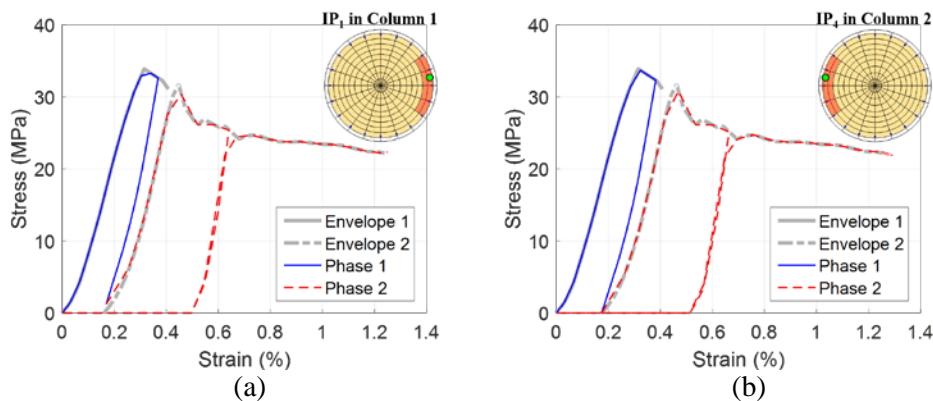 IP₁ in Column 1
40
30
20
10
0
Stress (MPa)
Envelope 1
Envelope 2
Phase 1
Phase 2
0 0.2 0.4 0.6 0.8 1 1.2 1.4
Strain (%)
(a)
IP₄ in Column 2
40
30
20
10
0
Stress (MPa)
Envelope 1
Envelope 2
Phase 1
Phase 2
0 0.2 0.4 0.6 0.8 1 1.2 1.4
Strain (%)
(b)